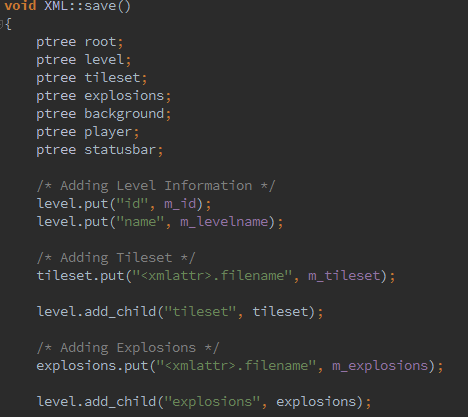 void XML::save()
{
ptree root;
ptree level;
ptree tileset;
ptree explosions;
ptree background;
ptree player;
ptree statusbar;
/* Adding Level Information */
level.put("id", m_id);
level.put("name", m_levelname);
/* Adding Tileset */
tileset.put("<xmlattr>.filename", m_tileset);
level.add_child("tileset", tileset);
/* Adding Explosions */
explosions.put("<xmlattr>.filename", m_explosions);
level.add_child("explosions", explosions);